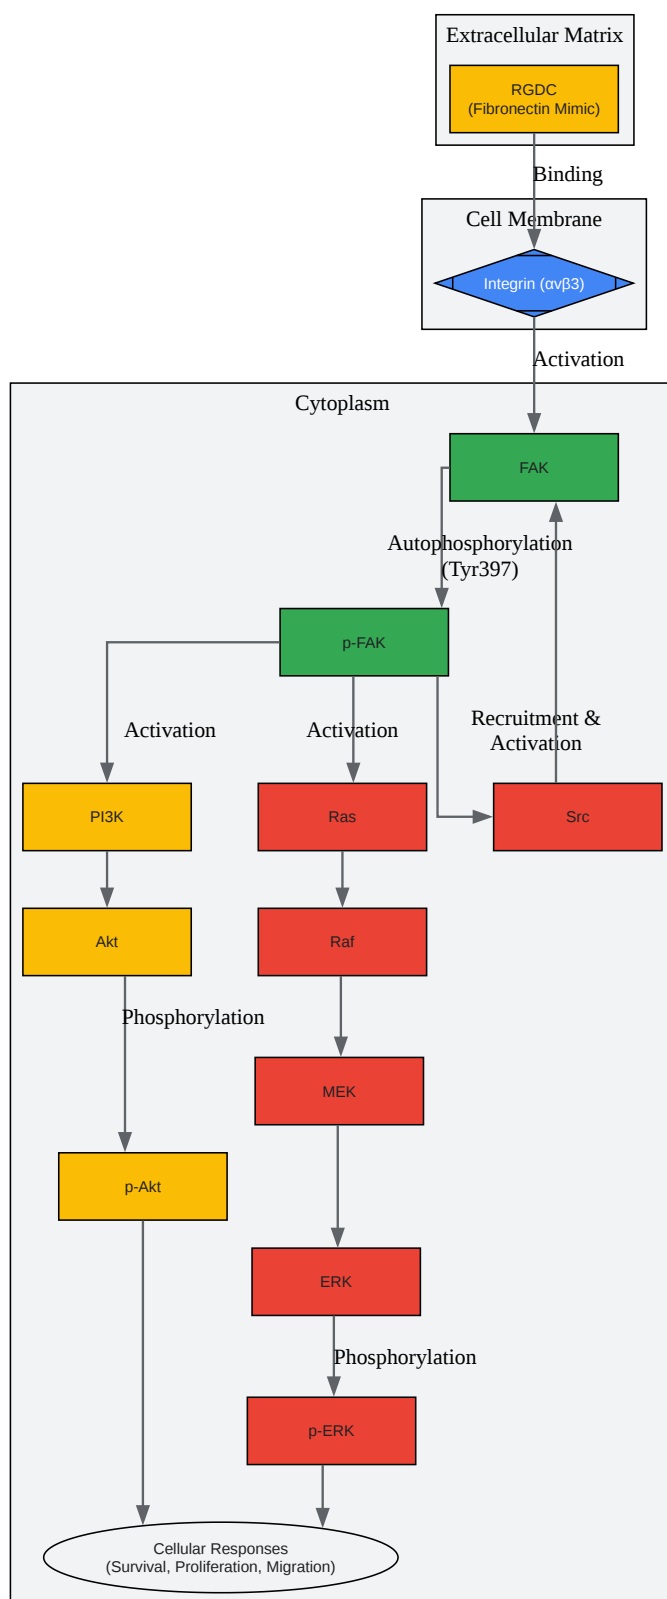 Extracellular Matrix
RGDC
(Fibronectin Mimic)
Binding
Cell Membrane
Integrin (αvβ3)
Activation
Cytoplasm
FAK
Autophosphorylation
(Tyr397)
p-FAK
Activation
Activation
Recruitment &
Activation
PI3K
Ras
Src
Akt
Raf
Phosphorylation
MEK
p-Akt
ERK
Phosphorylation
p-ERK
Cellular Responses
(Survival, Proliferation, Migration)